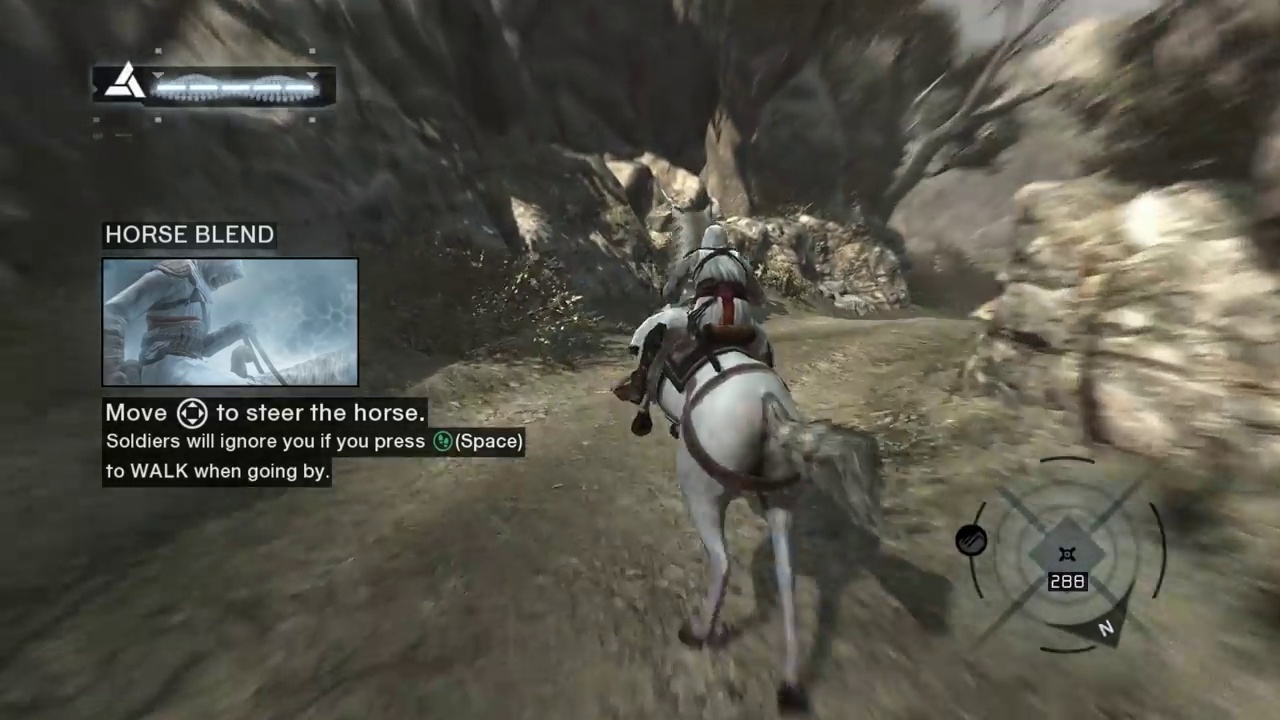 HORSE BLEND
Move to steer the horse.
Soldiers will ignore you if you press (Space)
to WALK when going by.
288
N